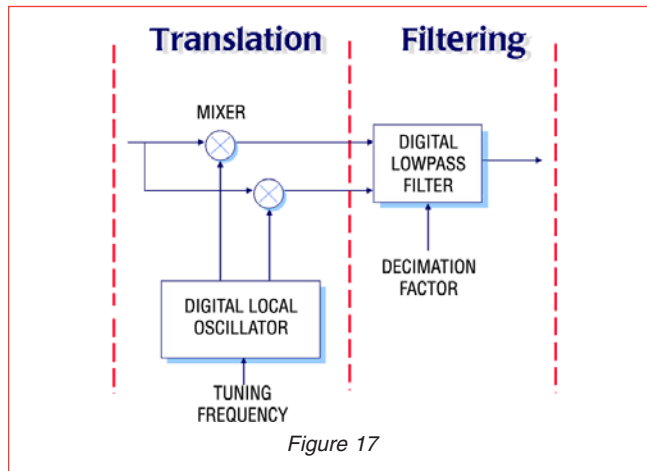 Translation
Filtering
MIXER
DIGITAL
LOWPASS
FILTER
DECIMATION
FACTOR
DIGITAL LOCAL
OSCILLATOR
TUNING
FREQUENCY
Figure 17